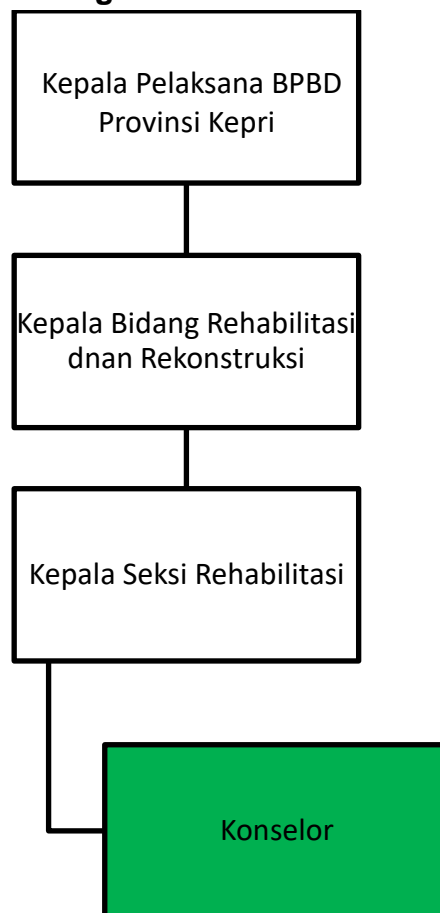 Kepala Pelaksana BPBD
Provinsi Kepri
Kepala Bidang Rehabilitasi
dnan Rekonstruksi
Kepala Seksi Rehabilitasi
Konselor